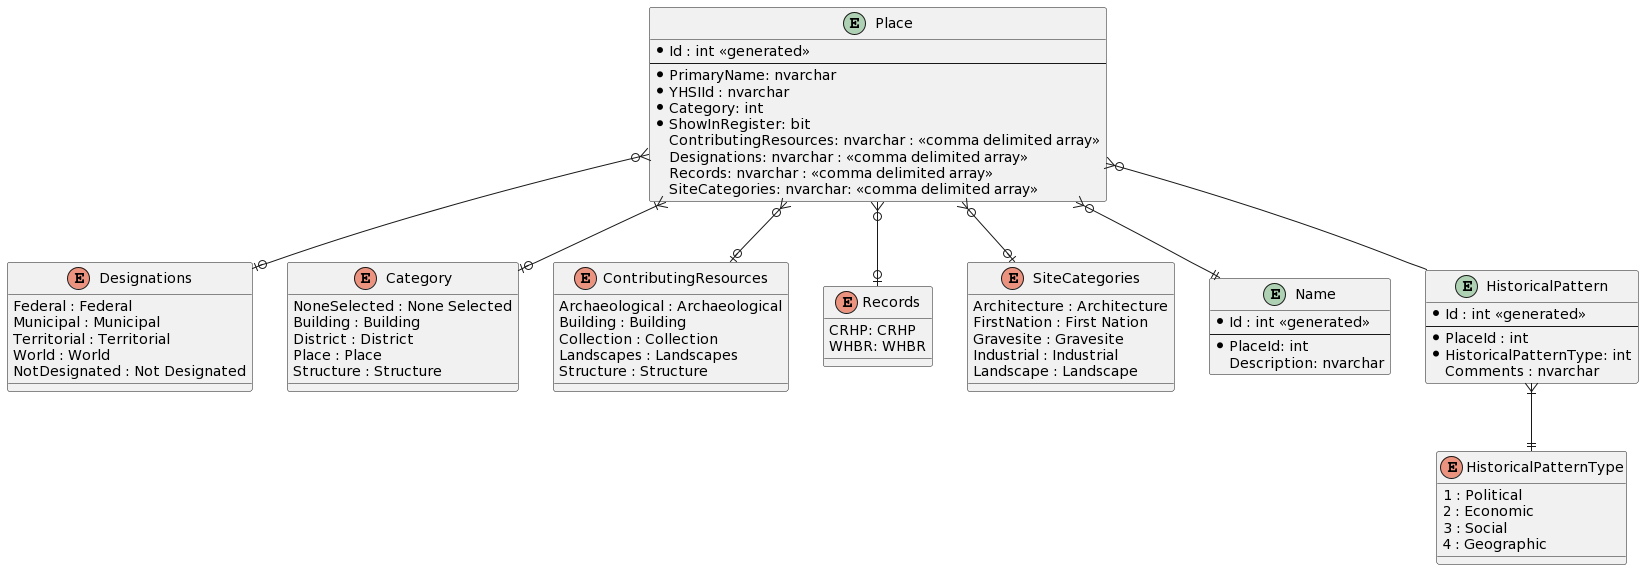 E Place
Id : int «generated»
PrimaryName: nvarchar
YHSIId : nvarchar
Category: int
ShowInRegister: bit
ContributingResources: nvarchar : «comma delimited array»
Designations: nvarchar : «comma delimited array»
Records: nvarchar : «comma delimited array»
SiteCategories: nvarchar: «comma delimited array»
E Designations
Federal : Federal
Municipal : Municipal
Territorial : Territorial
World : World
NotDesignated : Not Designated
E Category
NoneSelected : None Selected
Building : Building
District : District
Place : Place
Structure : Structure
E ContributingResources
Archaeological : Archaeological
Building : Building
Collection : Collection
Landscapes : Landscapes
Structure : Structure
E Records
CRHP: CRHP
WHBR: WHBR
E SiteCategories
Architecture : Architecture
FirstNation : First Nation
Gravesite : Gravesite
Industrial : Industrial
Landscape : Landscape
E Name
Id : int «generated»
PlaceId: int
Description: nvarchar
E HistoricalPattern
Id : int «generated»
PlaceId : int
HistoricalPatternType: int
Comments : nvarchar
E HistoricalPatternType
1 : Political
2 : Economic
3 : Social
4 : Geographic